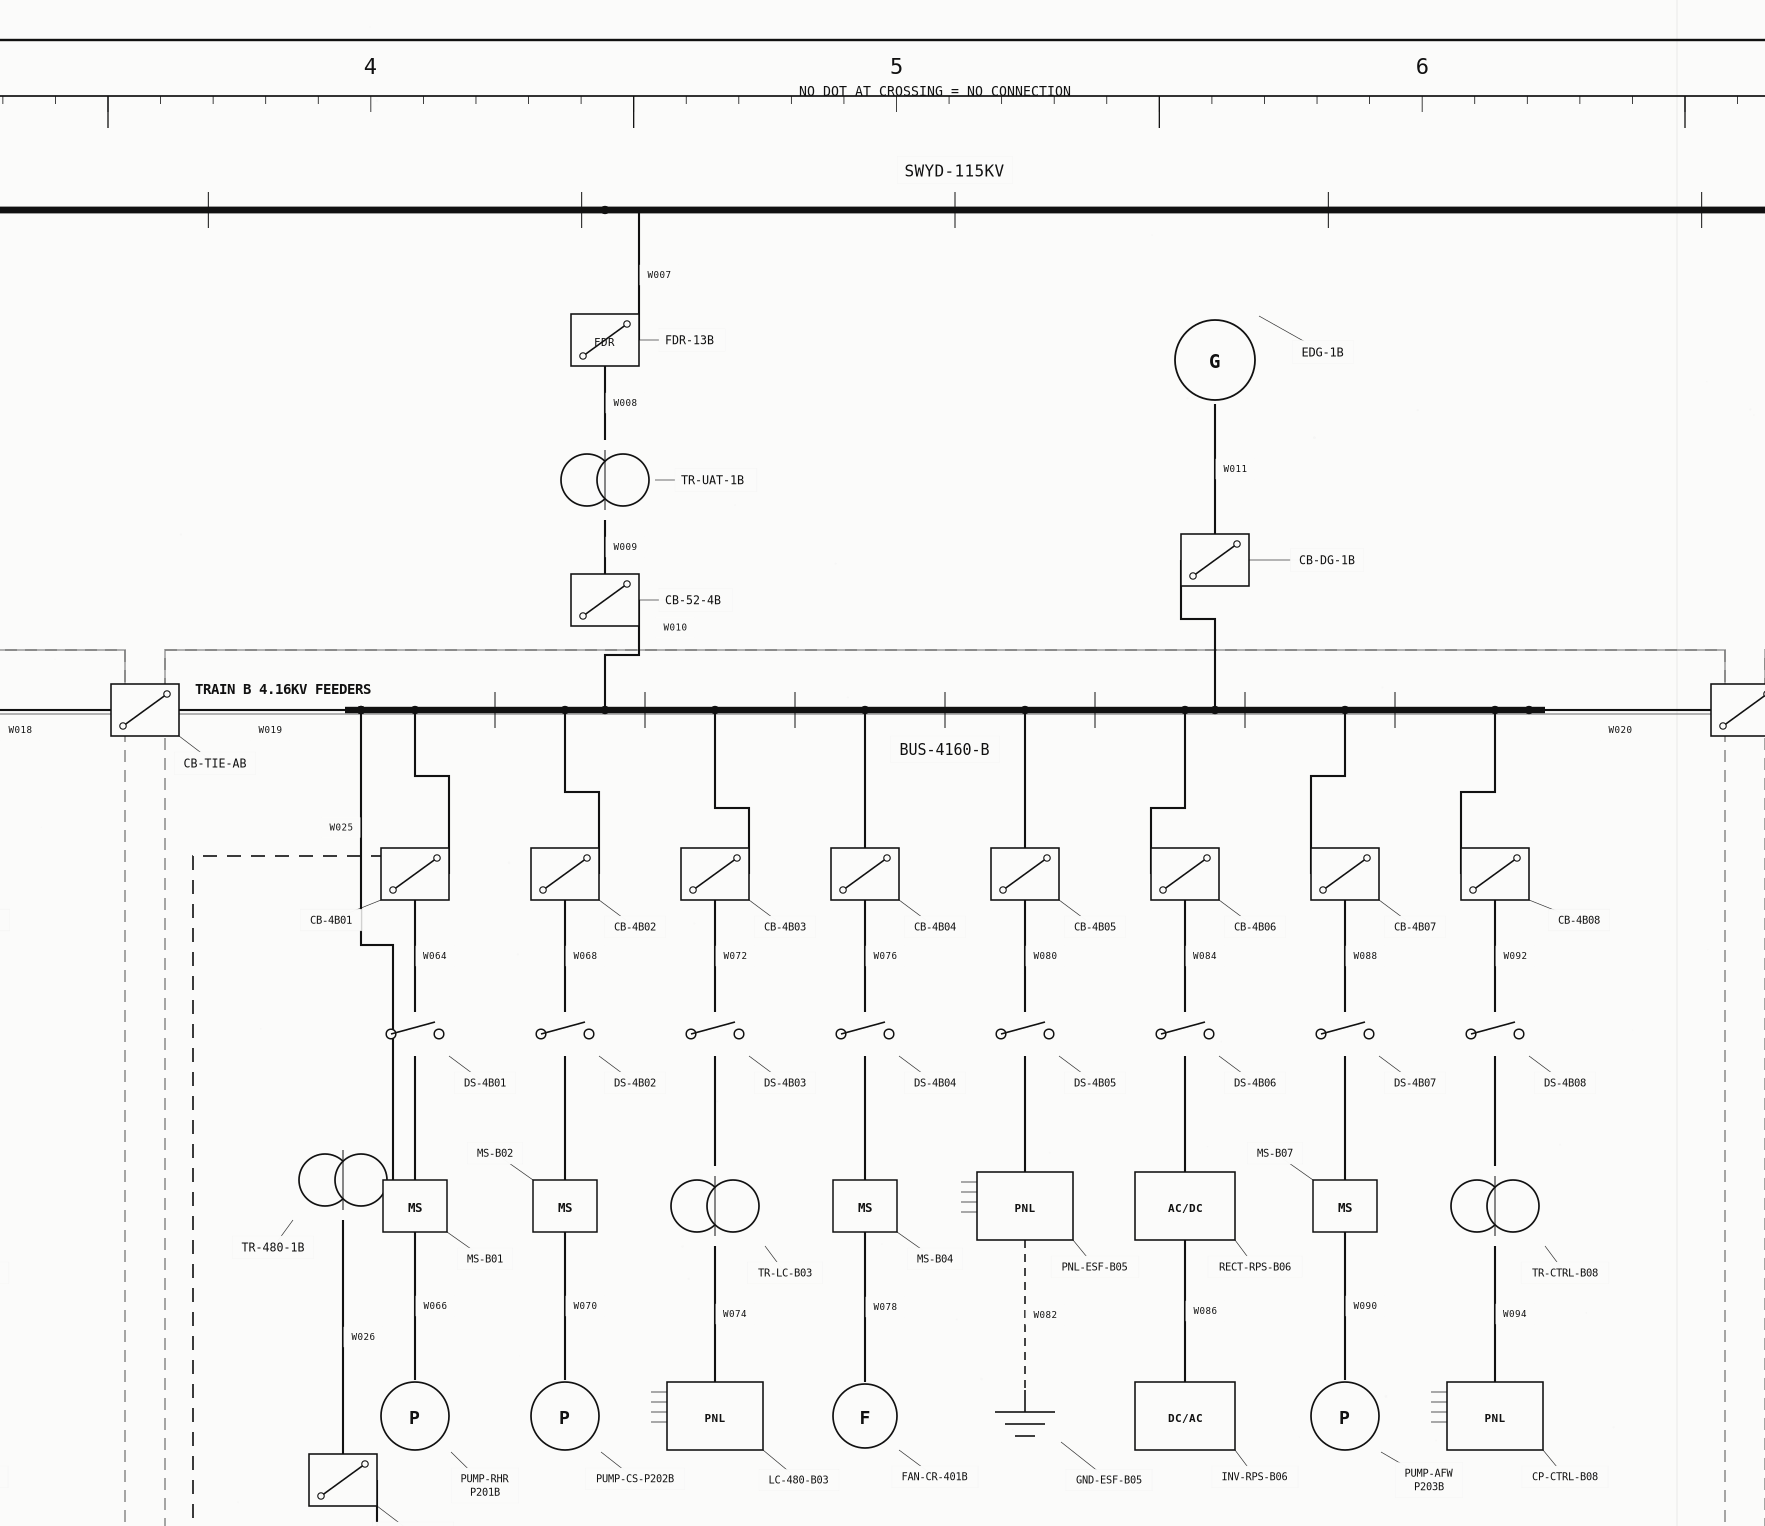 4
5
6
NO DOT AT CROSSING = NO CONNECTION
SWYD-115KV
W007
FDR
FDR-13B
EDG-1B
G
W008
W011
TR-UAT-1B
W009
CB-DG-1B
CB-52-4B
W010
TRAIN B 4.16KV FEEDERS
W018
W019
W020
BUS-4160-B
CB-TIE-AB
W025
CB-4B01
CB-4B02
CB-4B03
CB-4B04
CB-4B05
CB-4B06
CB-4B07
CB-4B08
W064
W068
W072
W076
W080
W084
W088
W092
DS-4B01
DS-4B02
DS-4B03
DS-4B04
DS-4B05
DS-4B06
DS-4B07
DS-4B08
MS-B02
MS-B07
MS
MS
MS
PNL
AC/DC
MS
TR-480-1B
MS-B01
TR-LC-B03
MS-B04
PNL-ESF-B05
RECT-RPS-B06
TR-CTRL-B08
W066
W070
W074
W078
W082
W086
W090
W094
W026
P
P
PNL
F
DC/AC
P
PNL
PUMP-RHR
P201B
PUMP-CS-P202B
LC-480-B03
FAN-CR-401B
GND-ESF-B05
INV-RPS-B06
PUMP-AFW
P203B
CP-CTRL-B08